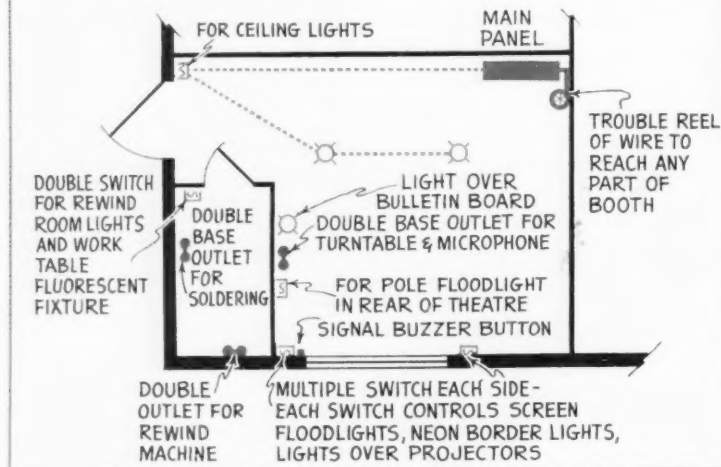 FOR CEILING LIGHTS
MAIN
PANEL
TROUBLE REEL
OF WIRE TO
REACH ANY
PART OF
BOOTH
DOUBLE SWITCH
FOR REWIND
ROOM LIGHTS
AND WORK
TABLE
FLUORESCENT
FIXTURE
DOUBLE
BASE
OUTLET
FOR
SOLDERING
LIGHT OVER
BULLETIN BOARD
DOUBLE BASE OUTLET FOR
TURNTABLE & MICROPHONE
FOR POLE FLOODLIGHT
IN REAR OF THEATRE
SIGNAL BUZZER BUTTON
DOUBLE
OUTLET FOR
REWIND
MACHINE
MULTIPLE SWITCH EACH SIDE-
EACH SWITCH CONTROLS SCREEN
FLOODLIGHTS, NEON BORDER LIGHTS,
LIGHTS OVER PROJECTORS